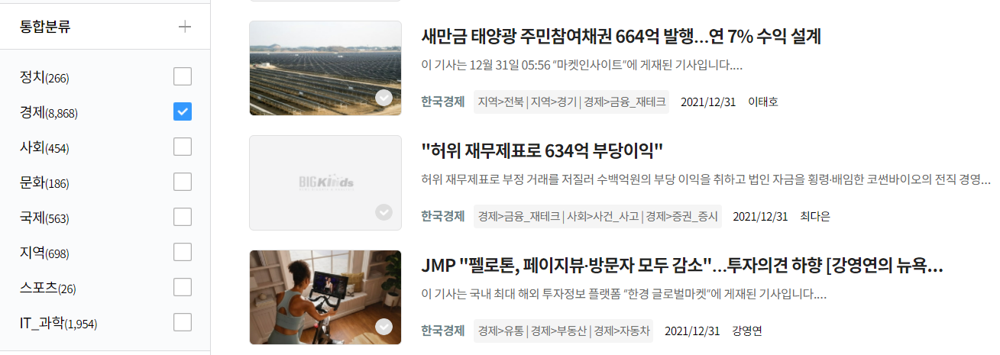 통합분류
정치(266)
경제(8,868)
사회(454)
문화(186)
국제(563)
지역(698)
스포츠(26)
IT_과학(1,954)
새만금 태양광 주민참여채권 664억 발행...연 7% 수익 설계
이 기사는 12월 31일 05:56 “마켓인사이트”에 게재된 기사입니다....
한국경제 지역>전북 | 지역>경기 | 경제>금융_재테크 2021/12/31 이태호
BIGKinds
"허위 재무제표로 634억 부당이익"
허위 재무제표로 부정 거래를 저질러 수백억원의 부당 이익을 취하고 법인 자금을 횡령·배임한 코썬바이오의 전직 경영...
한국경제 경제>금융_재테크 | 사회>사건_사고 | 경제>증권_증시 2021/12/31 최다은
JMP "펠로톤, 페이지뷰·방문자 모두 감소"...투자의견 하향 [강영연의 뉴욕...
이 기사는 국내 최대 해외 투자정보 플랫폼 “한경 글로벌마켓”에 게재된 기사입니다....
한국경제 경제>유통 | 경제>부동산 | 경제>자동차 2021/12/31 강영연